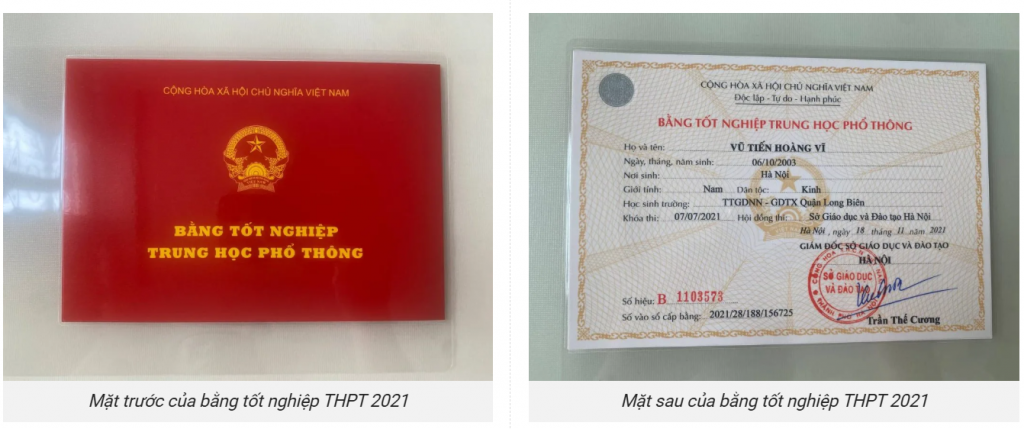 CỘNG HÒA XÃ HỘI CHỦ NGHĨA VIỆT NAM
BẰNG TỐT NGHIỆP
TRUNG HỌC PHỔ THÔNG
Mặt trước của bằng tốt nghiệp THPT 2021
CỘNG HÒA XÃ HỘI CHỦ NGHĨA VIỆT NAM
Độc lập - Tự do - Hạnh phúc
BẰNG TỐT NGHIỆP TRUNG HỌC PHỔ THÔNG
Họ và tên: VŨ TIẾN HOÀNG VĨ
Ngày, tháng, năm sinh: 06/10/2003
Nơi sinh: Hà Nội
Giới tính: Nam Dân tộc: Kinh
Học sinh trường: TTGDNN - GDTX Quận Long Biên
Khóa thi: 07/07/2021 Hội đồng thi: Sở Giáo dục và Đào tạo Hà Nội
Hà Nội, ngày 18 tháng 11 năm 2021
GIÁM ĐỐC SỞ GIÁO DỤC VÀ ĐÀO TẠO
HÀ NỘI
SỞ GIÁO DỤC
VÀ ĐÀO TẠO
Số hiệu: B 1103573
Số vào sổ cấp bằng: 2021/28/188/156725
Trần Thế Cương
Mặt sau của bằng tốt nghiệp THPT 2021